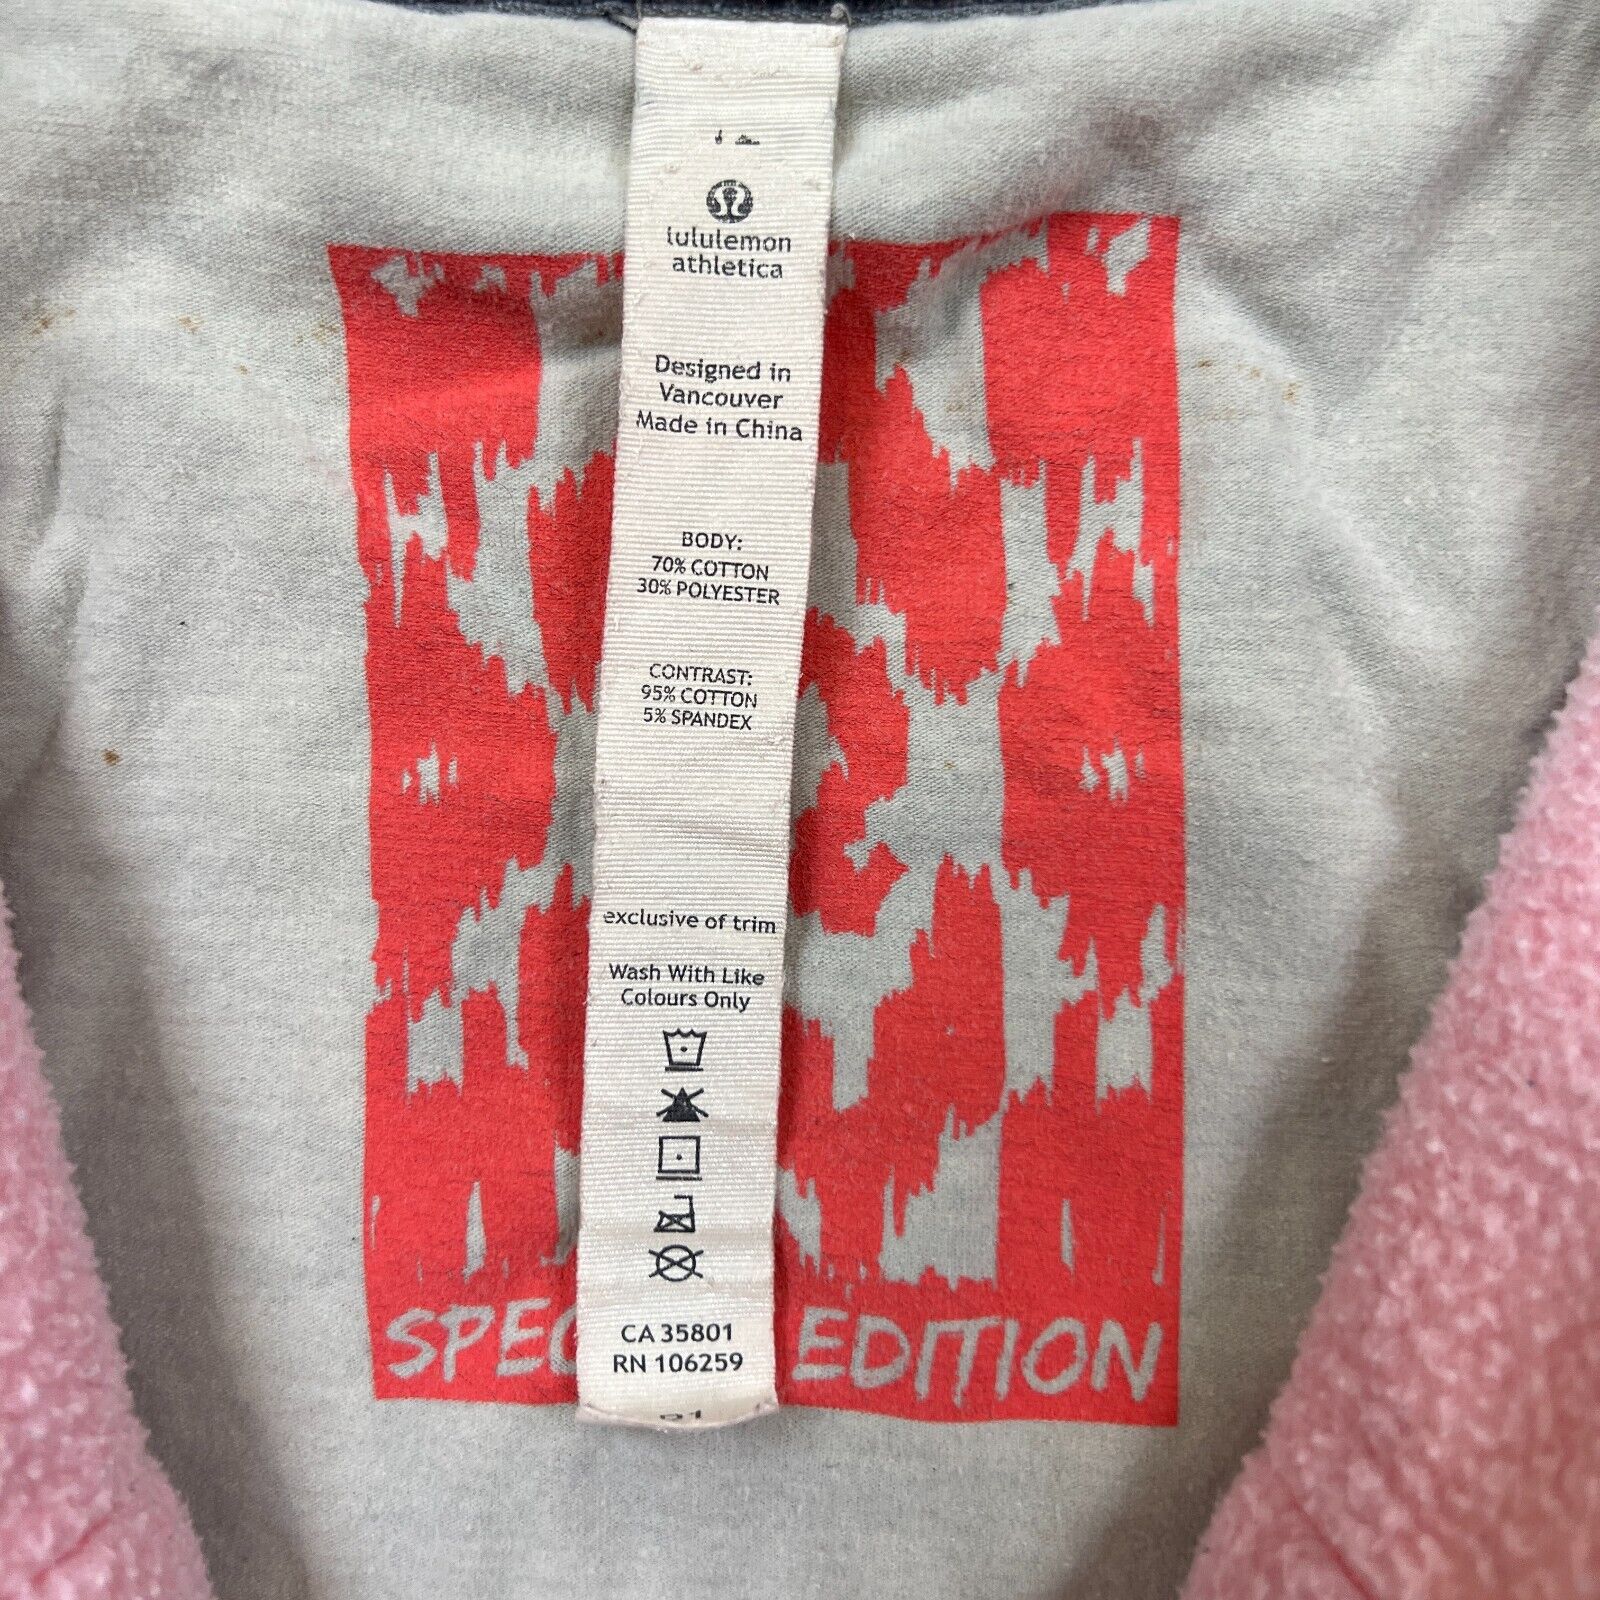 lululemon
athletica
Designed in
Vancouver
Made in China
BODY:
70% COTTON
30% POLYESTER
CONTRAST:
95% COTTON
5% SPANDEX
exclusive of trim
Wash With Like
Colours Only
CA 35801
RN 106259
SPEC EDITION